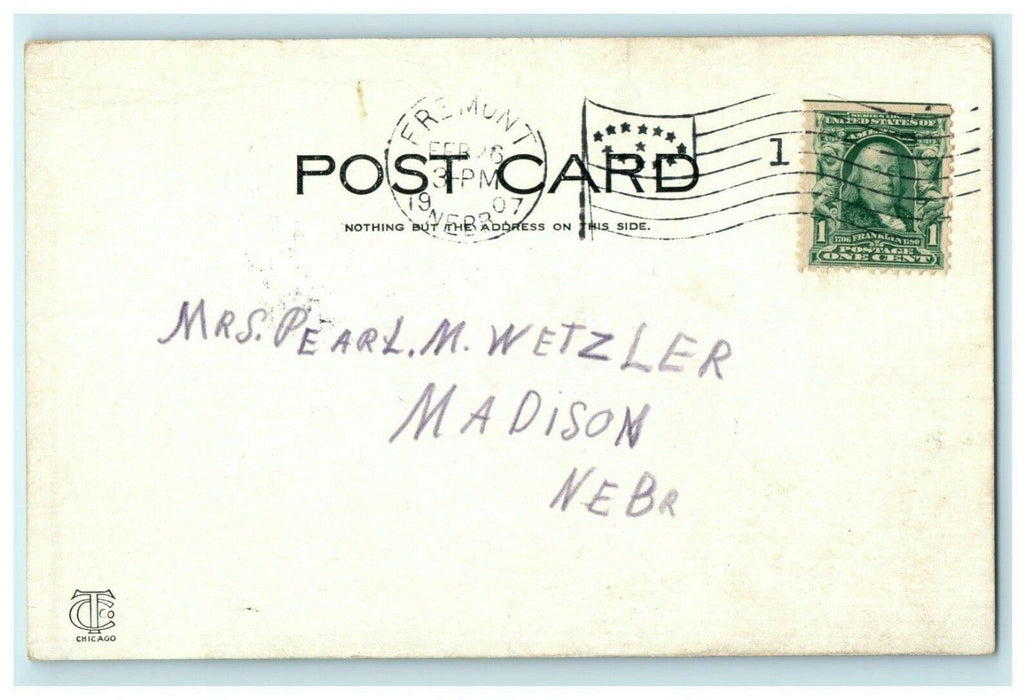 FREMONT
FEB 26
3-PM
19 07
NEBR.
1
POST CARD
NOTHING BUT THE ADDRESS ON THIS SIDE.
UNITED STATES OF
AMERICA
1 1706 FRANKLIN 1790 1
POSTAGE
ONE CENT
MRS. PEARL. M. WETZLER
MADISON
NEBR
CTCo
CHICAGO